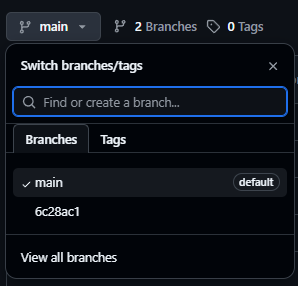 main 2 Branches 0 Tags
Switch branches/tags
Find or create a branch...
Branches Tags
main default
6c28ac1
View all branches